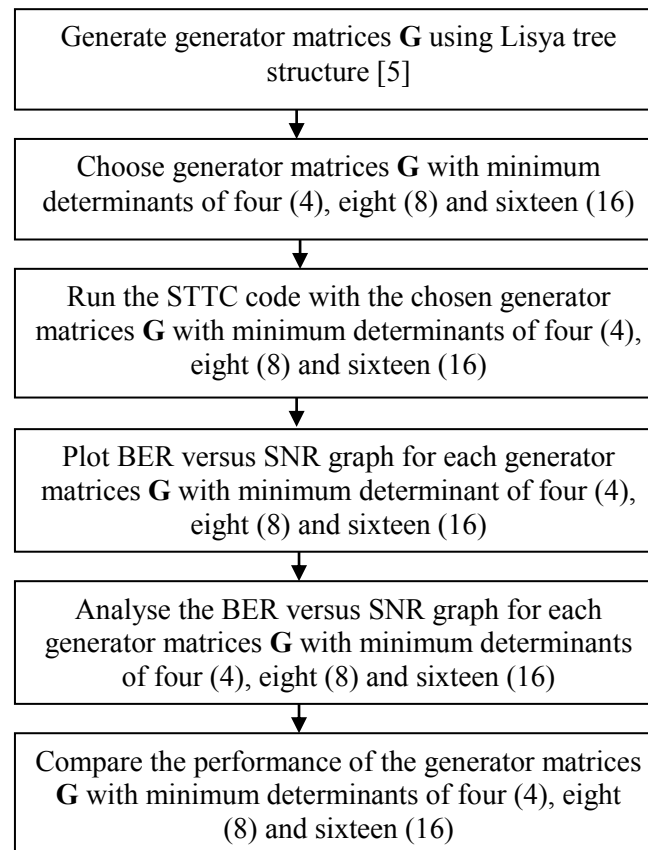 Generate generator matrices G using Lisya tree
structure [5]
Choose generator matrices G with minimum
determinants of four (4), eight (8) and sixteen (16)
Run the STTC code with the chosen generator
matrices G with minimum determinants of four (4),
eight (8) and sixteen (16)
Plot BER versus SNR graph for each generator
matrices G with minimum determinant of four (4),
eight (8) and sixteen (16)
Analyse the BER versus SNR graph for each
generator matrices G with minimum determinants
of four (4), eight (8) and sixteen (16)
Compare the performance of the generator matrices
G with minimum determinants of four (4), eight
(8) and sixteen (16)